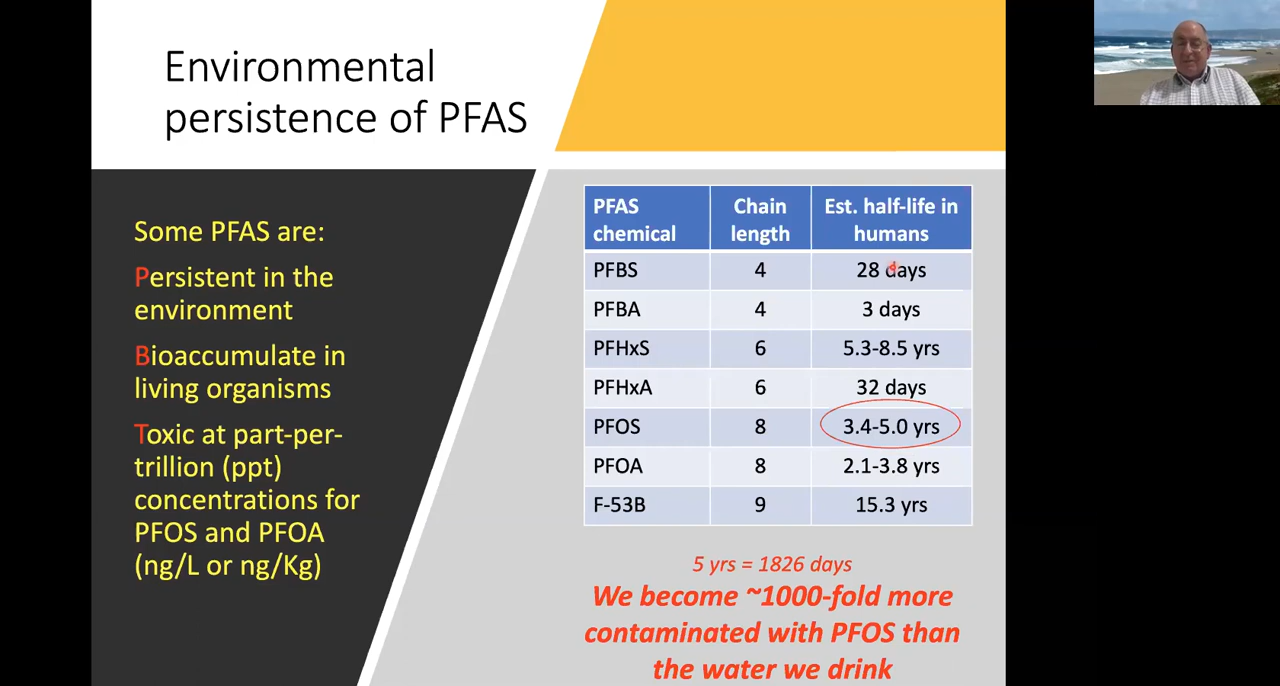 Environmental
persistence of PFAS
Some PFAS are:
Persistent in the
environment
Bioaccumulate in
living organisms
Toxic at part-per-
trillion (ppt)
concentrations for
PFOS and PFOA
(ng/L or ng/Kg)
PFAS chemical Chain length Est. half-life in humans
PFBS 4 28 days
PFBA 4 3 days
PFHxS 6 5.3-8.5 yrs
PFHxA 6 32 days
PFOS 8 3.4-5.0 yrs
PFOA 8 2.1-3.8 yrs
F-53B 9 15.3 yrs
5 yrs = 1826 days
We become ~1000-fold more
contaminated with PFOS than
the water we drink